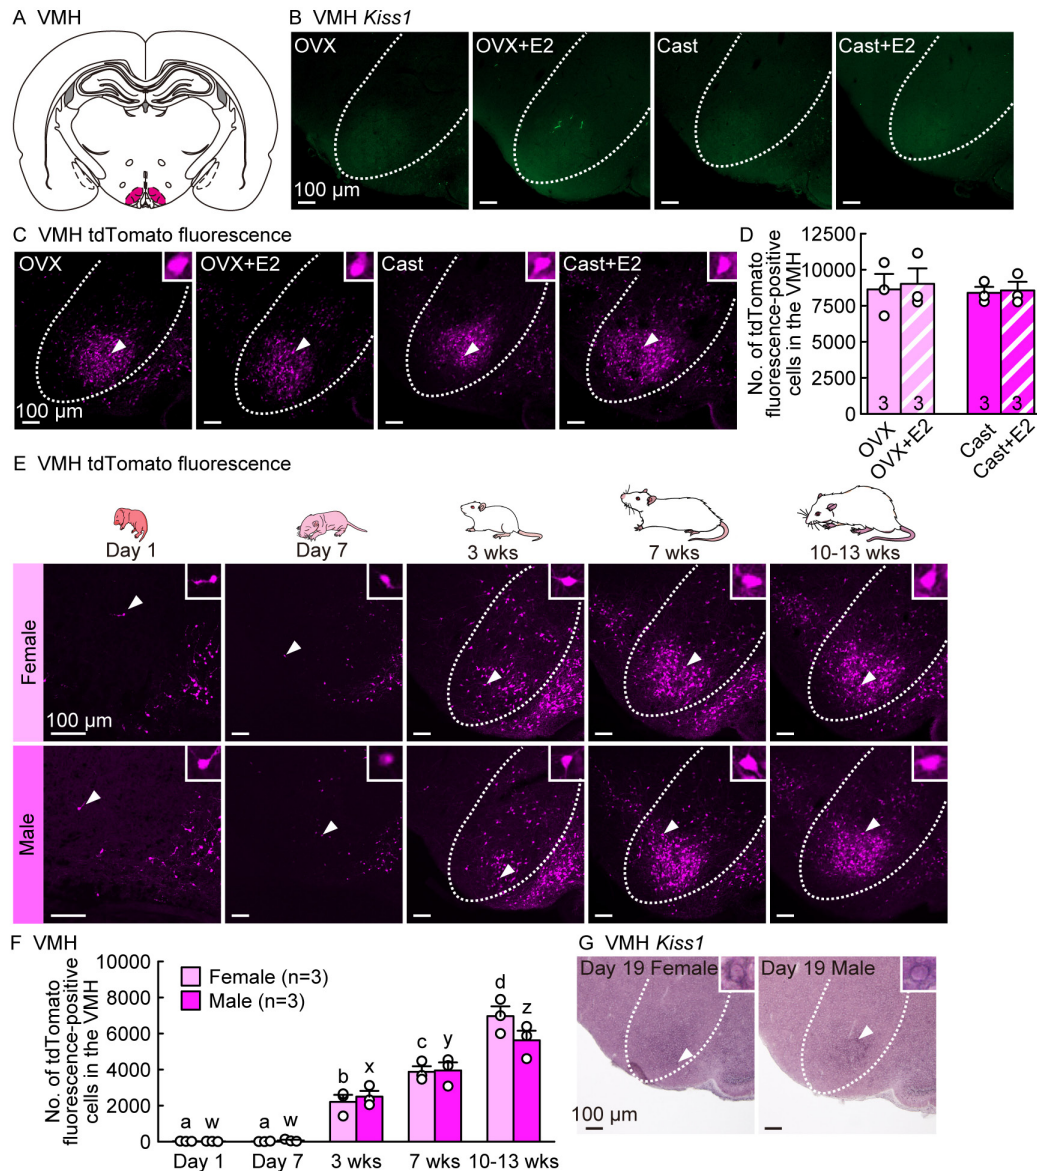 A VMH
B VMH Kiss1
OVX
OVX+E2
Cast
Cast+E2
100 µm
C VMH tdTomato fluorescence
OVX
OVX+E2
Cast
Cast+E2
100 µm
D
No. of tdTomato
fluorescence-positive
cells in the VMH
12500
10000
7500
5000
2500
0
3
3
3
3
OVX
OVX+E2
Cast
Cast+E2
E VMH tdTomato fluorescence
Day 1
Day 7
3 wks
7 wks
10-13 wks
Female
100 µm
Male
F VMH
No. of tdTomato
fluorescence-positive
cells in the VMH
10000
8000
6000
4000
2000
0
Female (n=3)
Male (n=3)
a
w
a
w
b
x
c
y
d
z
Day 1
Day 7
3 wks
7 wks
10-13 wks
G VMH Kiss1
Day 19 Female
Day 19 Male
100 µm